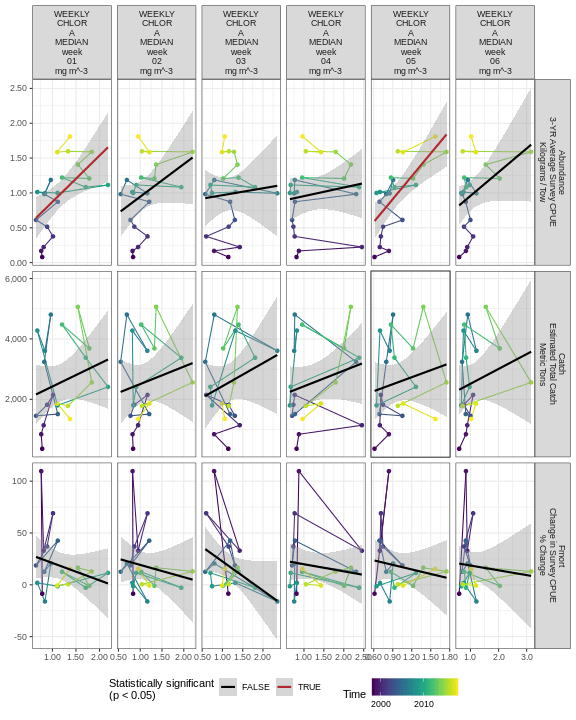 WEEKLY CHLOR A MEDIAN week 01 mg m^-3
WEEKLY CHLOR A MEDIAN week 02 mg m^-3
WEEKLY CHLOR A MEDIAN week 03 mg m^-3
WEEKLY CHLOR A MEDIAN week 04 mg m^-3
WEEKLY CHLOR A MEDIAN week 05 mg m^-3
WEEKLY CHLOR A MEDIAN week 06 mg m^-3
2.50
2.00
1.50
1.00
0.50
0.00
Abundance
3-YR Average Survey CPUE
Kilograms / Tow
6,000
4,000
2,000
Catch
Estimated Total Catch
Metric Tons
100
50
0
-50
Fmort
Change in Survey CPUE
% Change
1.00 1.50 2.00
1.00 2.00
0.50 1.00 1.50 2.00
1.00 1.50 2.00 2.50
0.60 0.90 1.20 1.50 1.80
1.0 2.0 3.0
Statistically significant
(p < 0.05)
FALSE
TRUE
Time
2000 2010